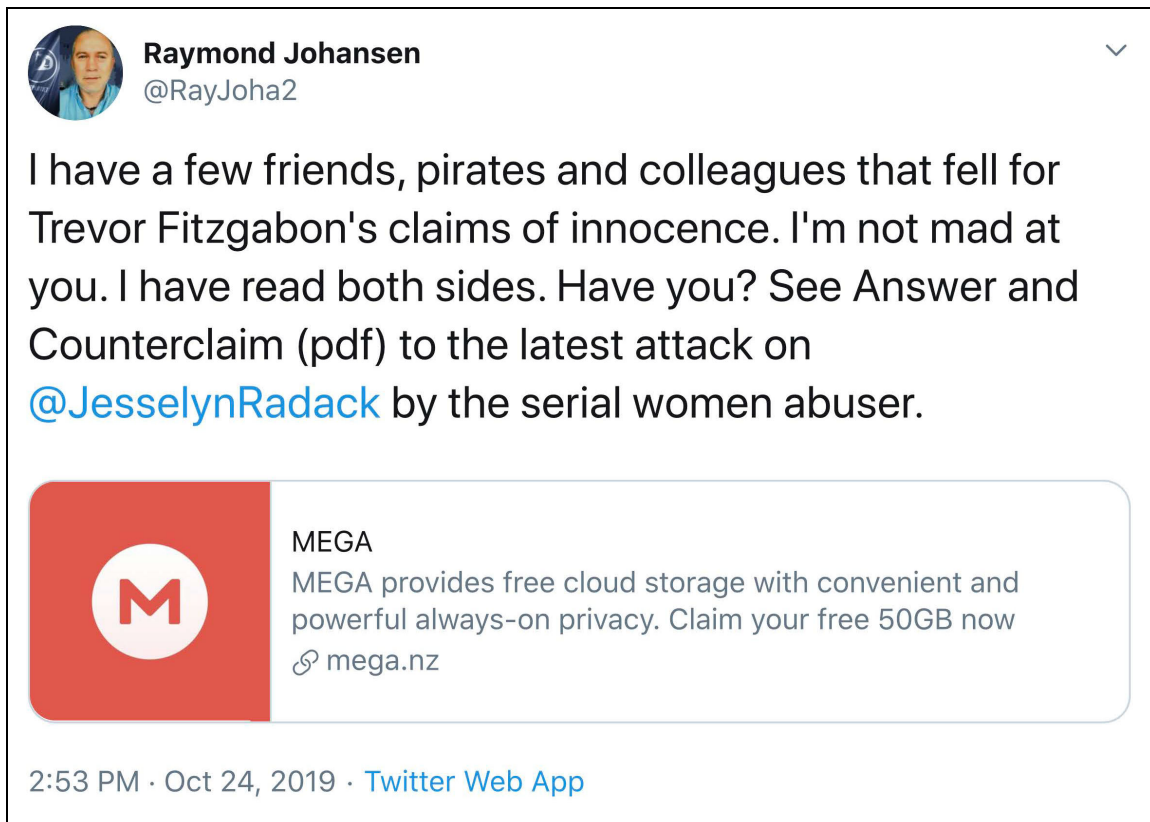 Raymond Johansen
@RayJoha2
I have a few friends, pirates and colleagues that fell for
Trevor Fitzgabon's claims of innocence. I'm not mad at
you. I have read both sides. Have you? See Answer and
Counterclaim (pdf) to the latest attack on
@JesselynRadack by the serial women abuser.
M
MEGA
MEGA provides free cloud storage with convenient and
powerful always-on privacy. Claim your free 50GB now
mega.nz
2:53 PM · Oct 24, 2019 · Twitter Web App